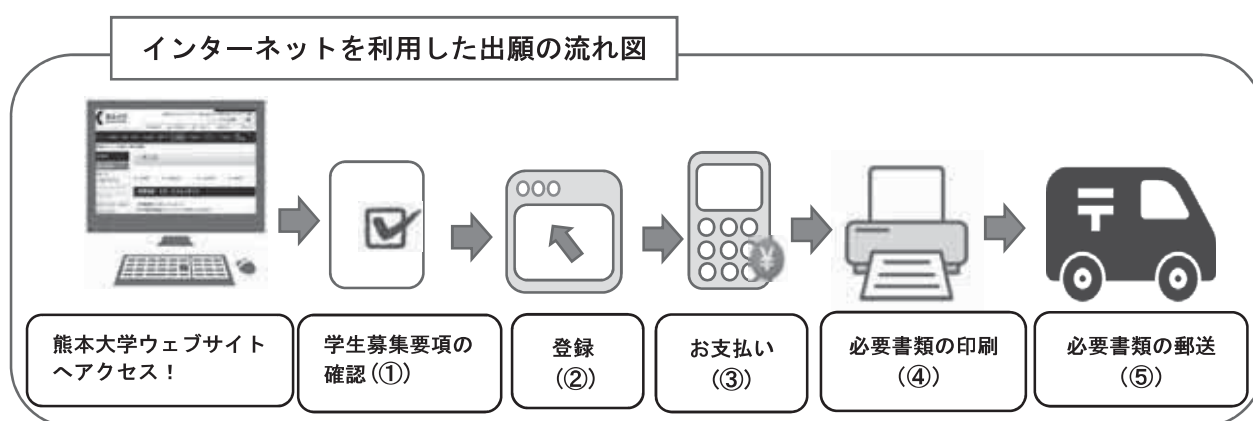 インターネットを利用した出願の流れ図
〒
¥
熊本大学ウェブサイト
へアクセス！
学生募集要項の
確認(①)
登録
(②)
お支払い
(③)
必要書類の印刷
(④)
必要書類の郵送
(⑤)